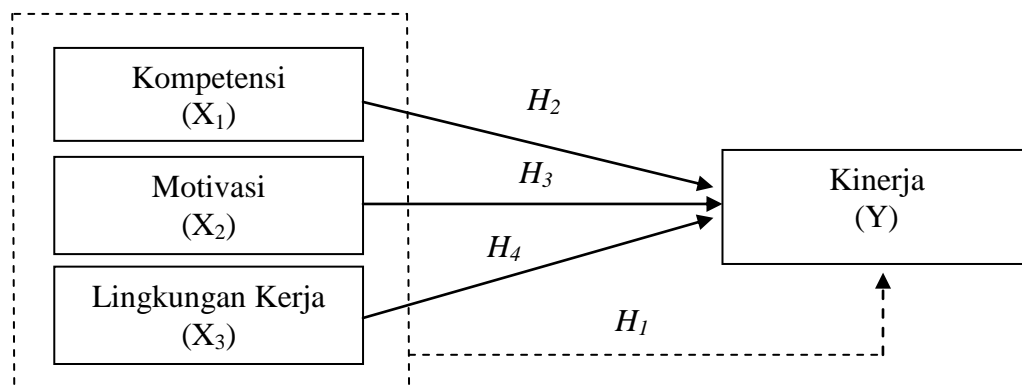 Kompetensi
(X₁)
H₂
Motivasi
(X₂)
H₃
Kinerja
(Y)
Lingkungan Kerja
(X₃)
H₄
H₁